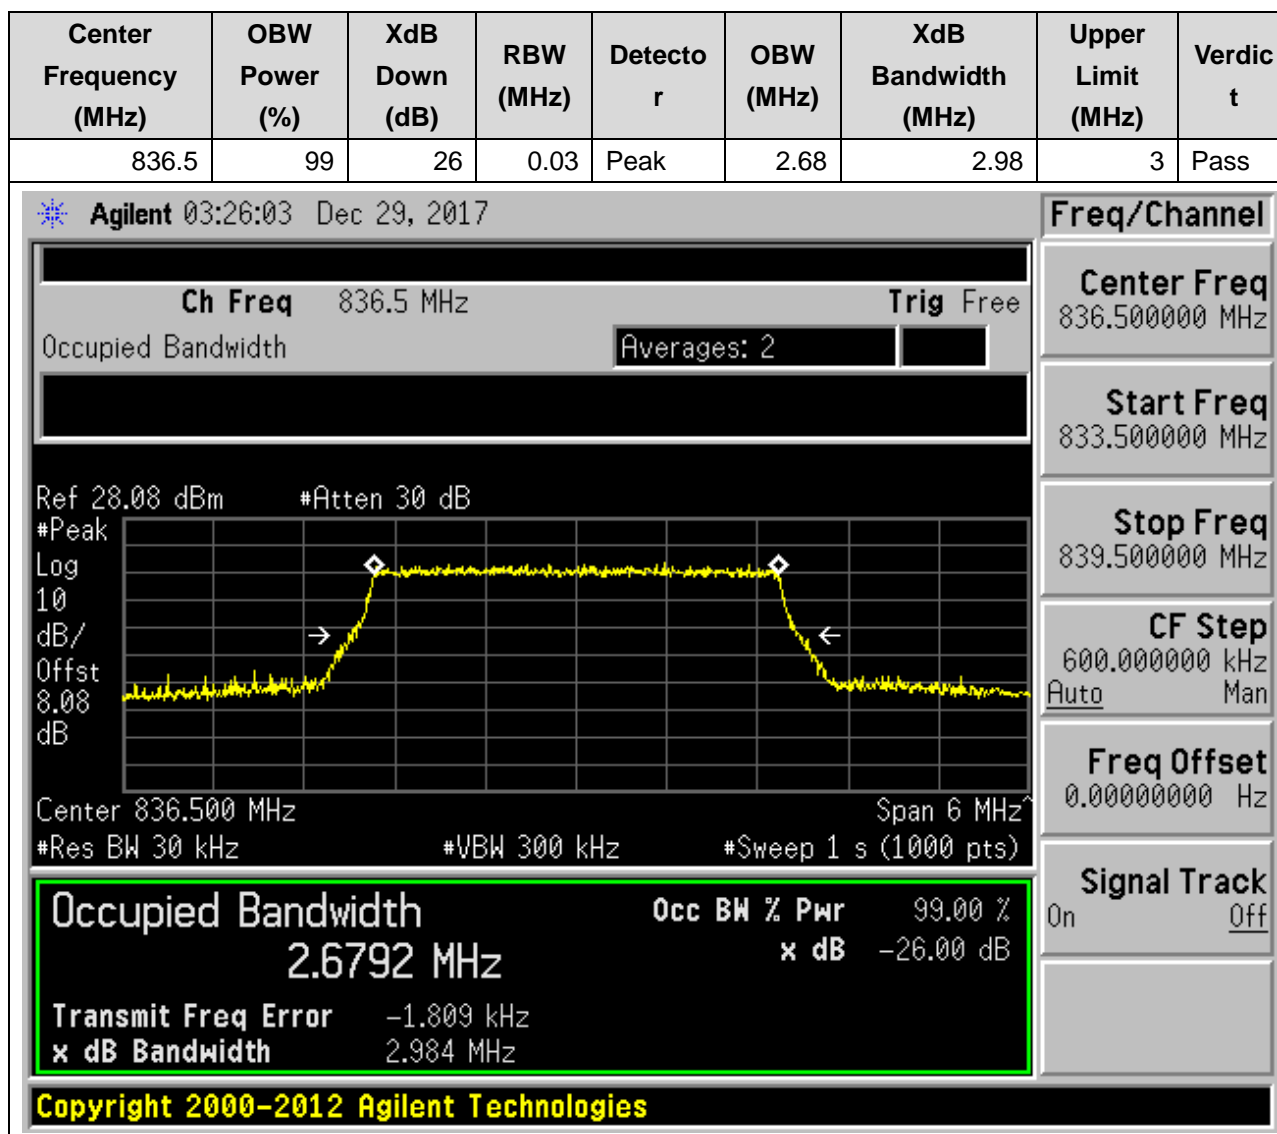 Center Frequency (MHz) OBW Power (%) XdB Down (dB) RBW (MHz) Detector OBW (MHz) XdB Bandwidth (MHz) Upper Limit (MHz) Verdict
836.5 99 26 0.03 Peak 2.68 2.98 3 Pass
Agilent 03:26:03 Dec 29, 2017
Ch Freq 836.5 MHz Trig Free
Occupied Bandwidth Averages: 2
Ref 28.08 dBm #Atten 30 dB
#Peak
Log
10
dB/
Offst
8.08
dB
Center 836.500 MHz Span 6 MHz^
#Res BW 30 kHz #VBW 300 kHz #Sweep 1 s (1000 pts)
Occupied Bandwidth Occ BW % Pwr 99.00 %
2.6792 MHz x dB -26.00 dB
Transmit Freq Error -1.809 kHz
x dB Bandwidth 2.984 MHz
Copyright 2000-2012 Agilent Technologies
Freq/Channel
Center Freq
836.500000 MHz
Start Freq
833.500000 MHz
Stop Freq
839.500000 MHz
CF Step
600.000000 kHz
Auto Man
Freq Offset
0.00000000 Hz
Signal Track
On Off